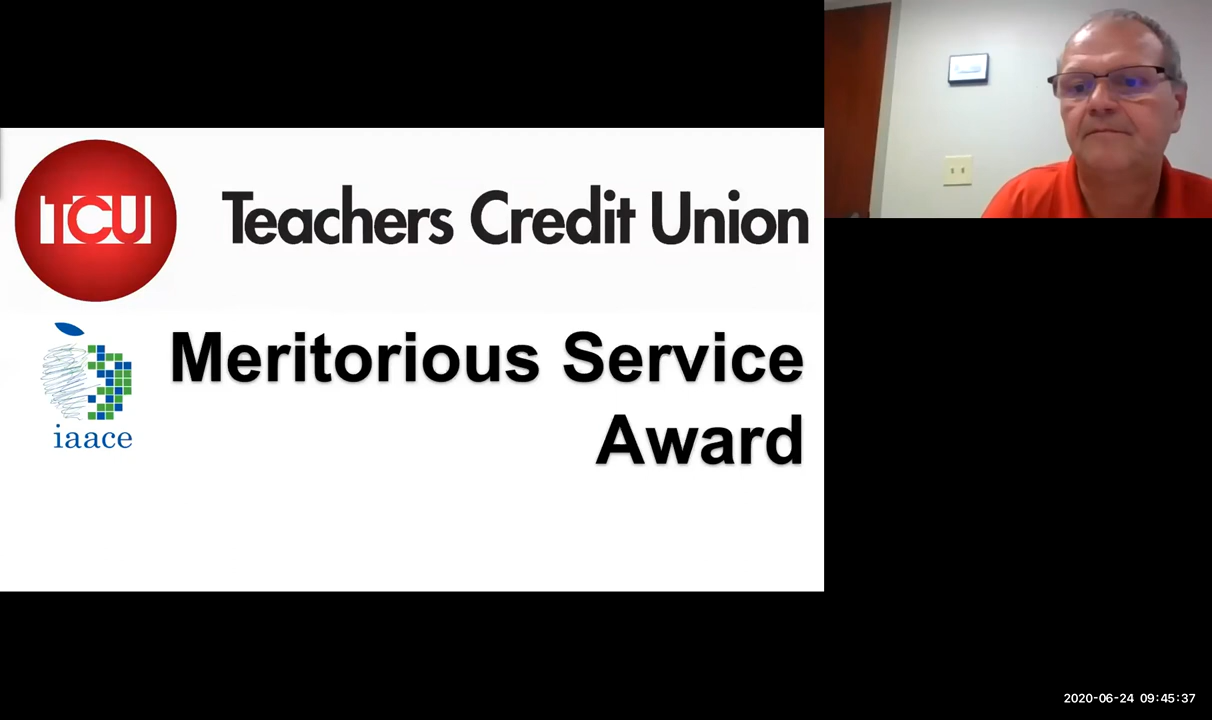 TCU
Teachers Credit Union
Meritorious Service
Award
iaace
2020-06-24 09:45:37